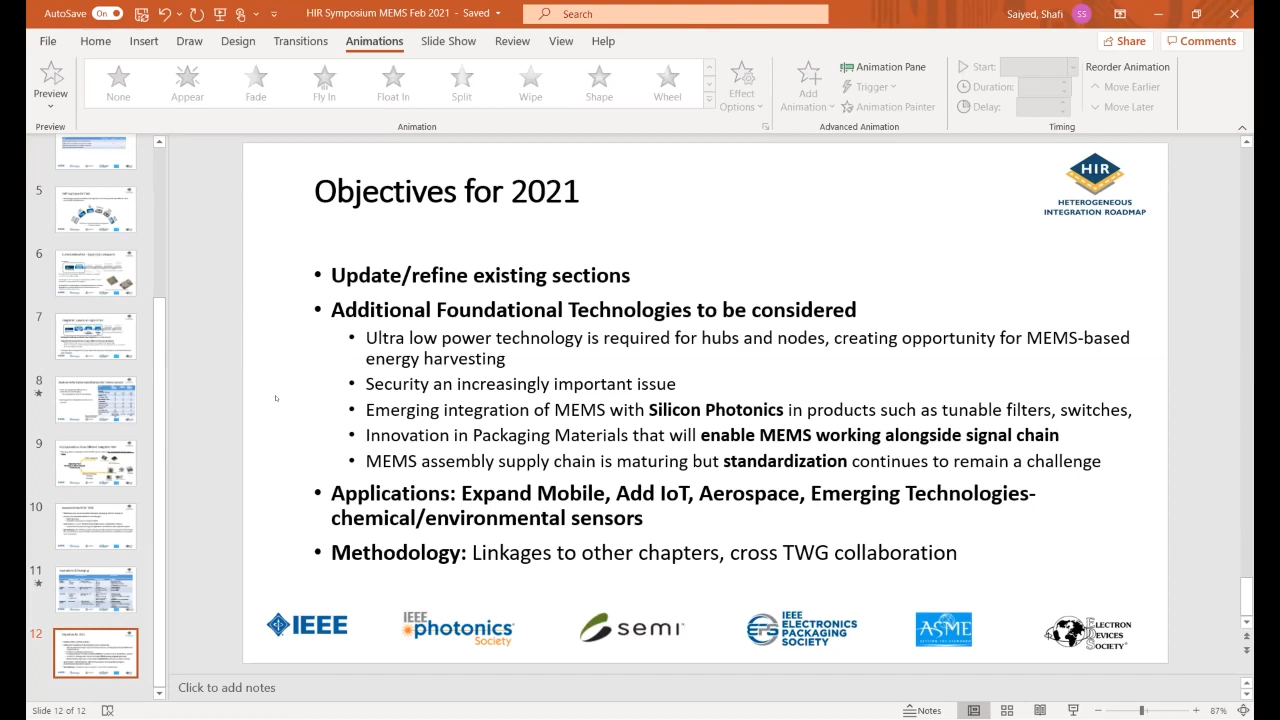 AutoSave On HIR Symposium MEMS Feb 2021 - Saved Search Saiyed, Shafi SS
File Home Insert Draw Design Transitions Animations Slide Show Review View Help Share Comments
None Appear Fade Fly In Float In Split Wipe Shape Wheel
Preview
Effect Options
Add Animation
Animation Pane
Trigger
Animation Painter
Start:
Duration:
Delay:
Reorder Animation
Move Earlier
Move Later
Preview Animation Advanced Animation Timing
5
6
7
8
9
10
11
12
Objectives for 2021
HIR
HETEROGENEOUS
INTEGRATION ROADMAP
• Update/remove existing sections
• Additional Foundational Technologies to be considered
• Ultra low power technology is required for hubs and nodes, creating opportunity for MEMS-based
energy harvesting
• Security an increasingly important issue
• Emerging integration of MEMS with Silicon Photonics in products such as tunable filters, switches,
• Innovation in Packaging Materials that will enable MEMS working alongside signal chain
• MEMS assembly supply chain is maturing but standardization continues to remain a challenge
• Applications: Expand Mobile, Add IoT, Aerospace, Emerging Technologies-
chemical/environmental sensors
• Methodology: Linkages to other chapters, cross TWG collaboration
IEEE
IEEE photonics Society
semi
IEEE ELECTRONICS PACKAGING SOCIETY
ASME
ELECTRON DEVICES SOCIETY
Click to add notes
Slide 12 of 12 Notes 87%